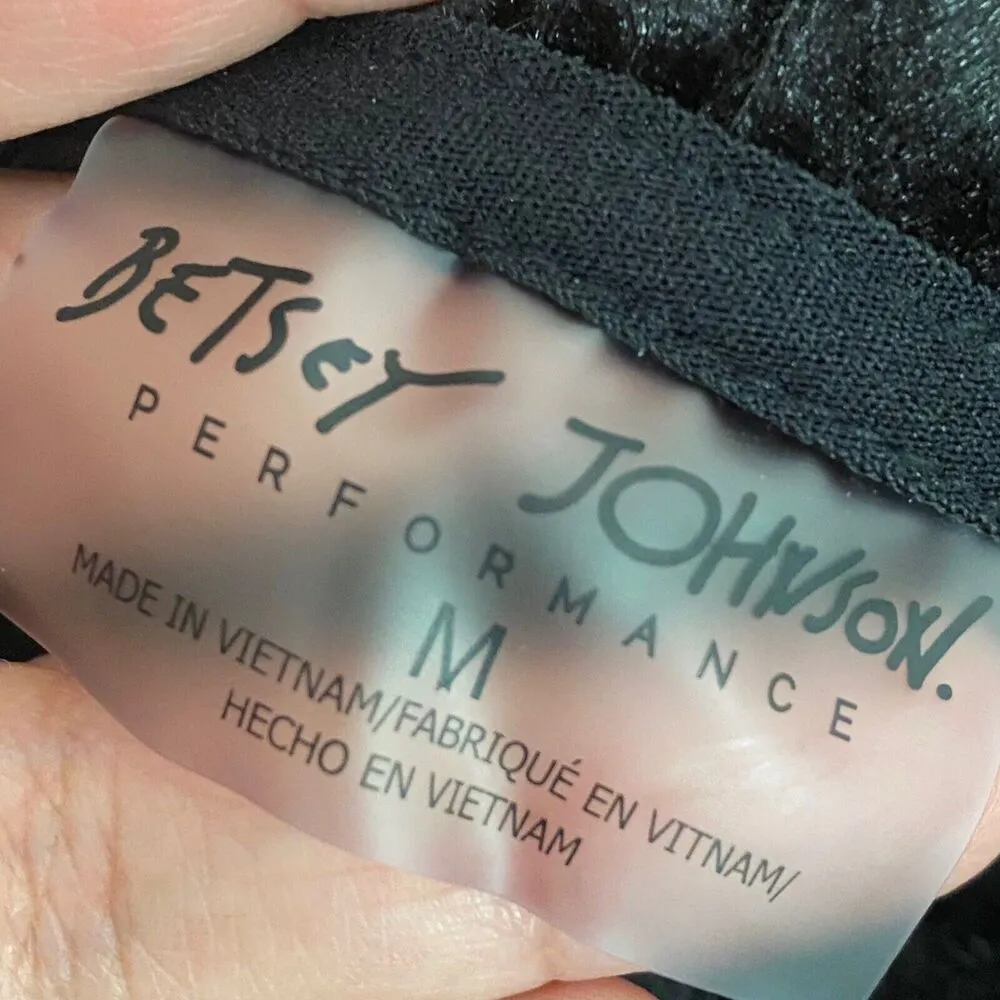 BETSEY JOHNSON.
PERFORMANCE
M
MADE IN VIETNAM/FABRIQUÉ EN VITNAM/
HECHO EN VIETNAM